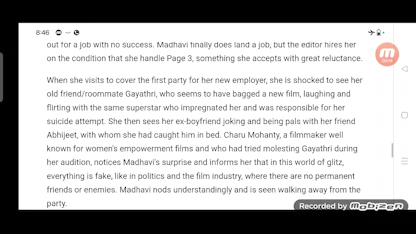 8:46
out for a job with no success. Madhavi finally does land a job, but the editor hires her
on the condition that she handle Page 3, something she accepts with great reluctance.
When she visits to cover the first party for her new employer, she is shocked to see her
old friend/roommate Gayathri, who seems to have bagged a new film, laughing and
flirting with the same superstar who impregnated her and was responsible for her
suicide attempt. She then sees her ex-boyfriend joking and being pals with her friend
Abhijeet, with whom she had caught him in bed. Charu Mohanty, a filmmaker well
known for women's empowerment films and who had tried molesting Gayathri during
her audition, notices Madhavi's surprise and informs her that in this world of glitz,
everything is fake, like in politics and the film industry, where there are no permanent
friends or enemies. Madhavi nods understandingly and is seen walking away from the
party.
Recorded by Mobizen